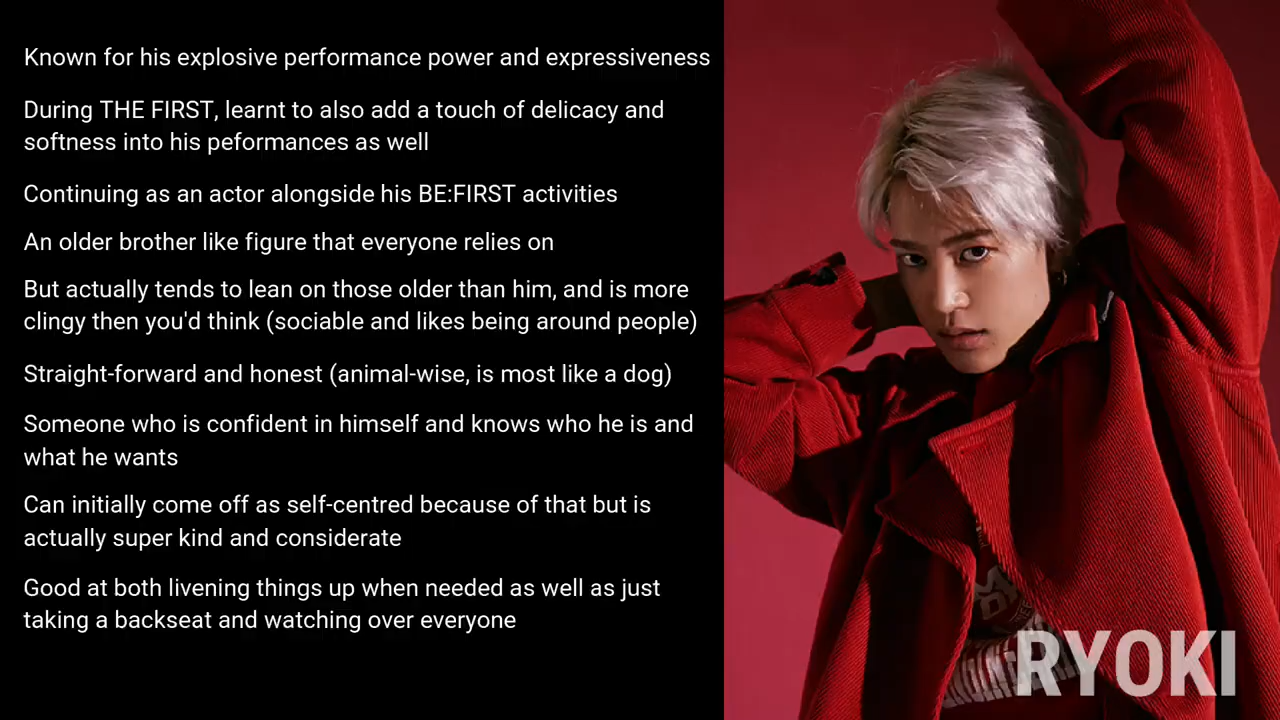 Known for his explosive performance power and expressiveness
During THE FIRST, learnt to also add a touch of delicacy and
softness into his peformances as well
Continuing as an actor alongside his BE:FIRST activities
An older brother like figure that everyone relies on
But actually tends to lean on those older than him, and is more
clingy then you'd think (sociable and likes being around people)
Straight-forward and honest (animal-wise, is most like a dog)
Someone who is confident in himself and knows who he is and
what he wants
Can initially come off as self-centred because of that but is
actually super kind and considerate
Good at both livening things up when needed as well as just
taking a backseat and watching over everyone
RYOKI